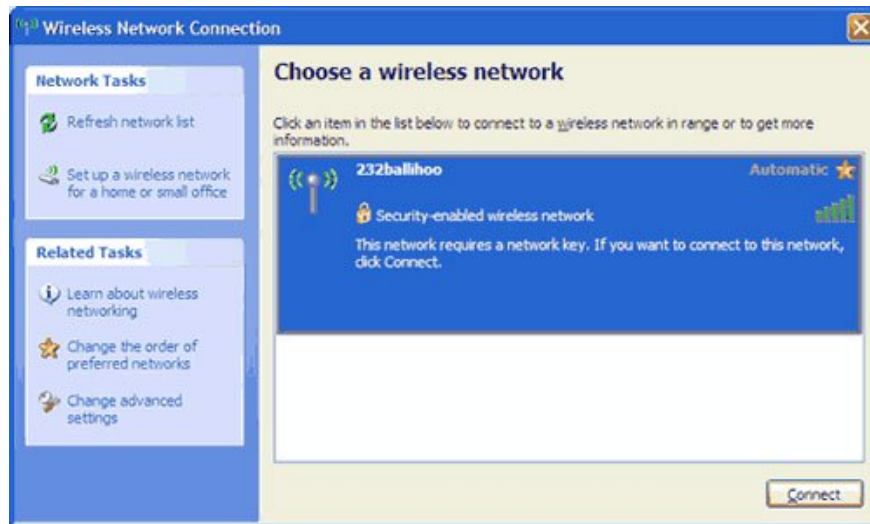 Wireless Network Connection
Network Tasks
Refresh network list
Set up a wireless network
for a home or small office
Related Tasks
Learn about wireless
networking
Change the order of
preferred networks
Change advanced
settings
Choose a wireless network
Click an item in the list below to connect to a wireless network in range or to get more
information.
232ballihoo
Automatic
Security-enabled wireless network
This network requires a network key. If you want to connect to this network,
click Connect.
Connect